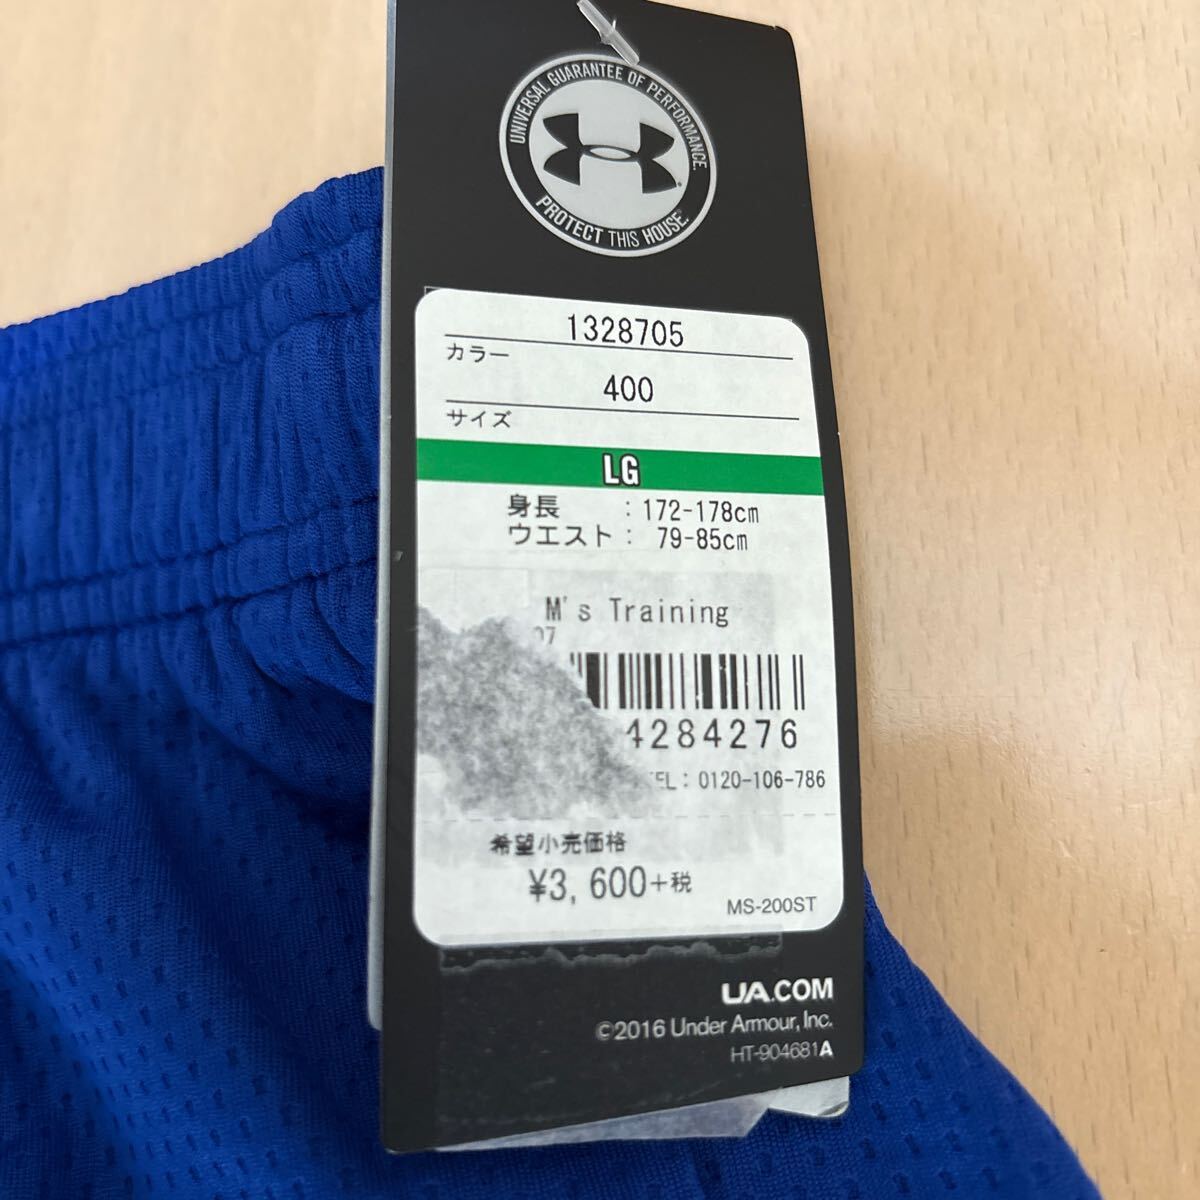 UNIVERSAL GUARANTEE OF PERFORMANCE.
PROTECT THIS HOUSE.
1328705
カラー
400
サイズ
LG
身長 : 172-178cm
ウエスト : 79-85cm
M's Training
07
4284276
TEL : 0120-106-786
希望小売価格
¥3,600+税
MS-200ST
UA.COM
©2016 Under Armour, Inc.
HT-904681A